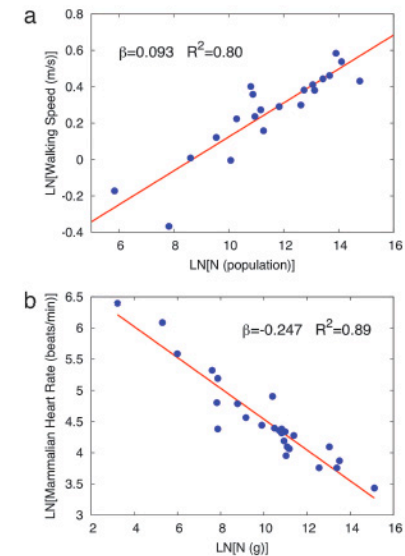 a
0.8
0.6
0.4
0.2
0
-0.2
-0.4
LN[Walking Speed (m/s)]
β=0.093 R²=0.80
6 8 10 12 14 16
LN[N (population)]
b
6.5
6
5.5
5
4.5
4
3.5
3
LN[Mammalian Heart Rate (beats/min)]
β=-0.247 R²=0.89
2 4 6 8 10 12 14 16
LN[N (g)]